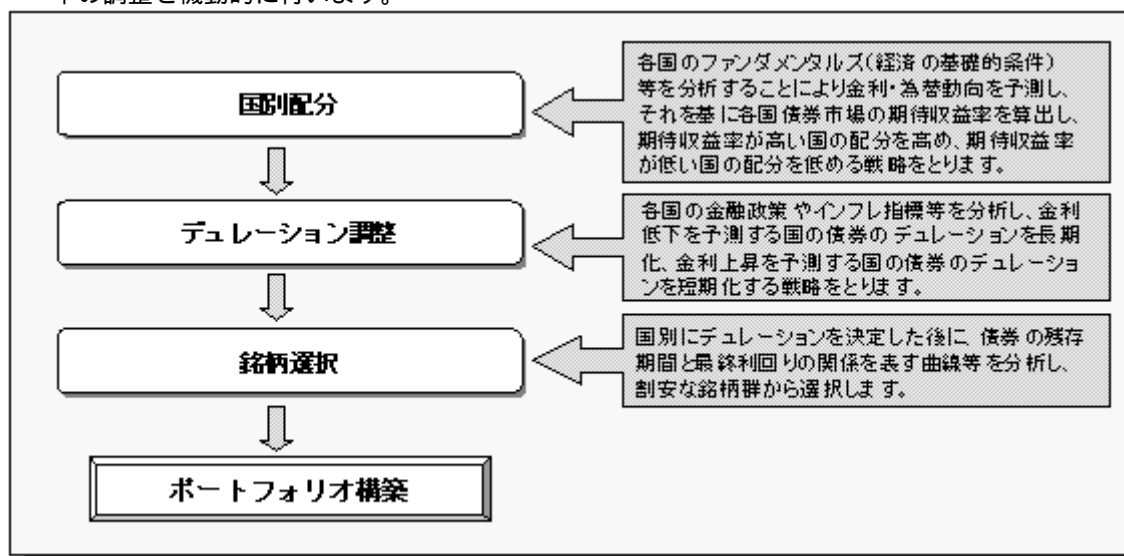 トの調整を機動的に行います。
国別配分
各国のファンダメンタルズ(経済の基礎的条件)
等を分析することにより金利・為替動向を予測し、
それを基に各国債券市場の期待収益率を算出し、
期待収益率が高い国の配分を高め、期待収益率
が低い国の配分を低める戦略をとります。
デュレーション調整
各国の金融政策やインフレ指標等を分析し、金利
低下を予測する国の債券のデュレーションを長期
化、金利上昇を予測する国の債券のデュレーショ
ンを短期化する戦略をとります。
銘柄選択
国別にデュレーションを決定した後に、債券の残存
期間と最終利回りの関係を表す曲線等を分析し、
割安な銘柄群から選択します。
ポートフォリオ構築